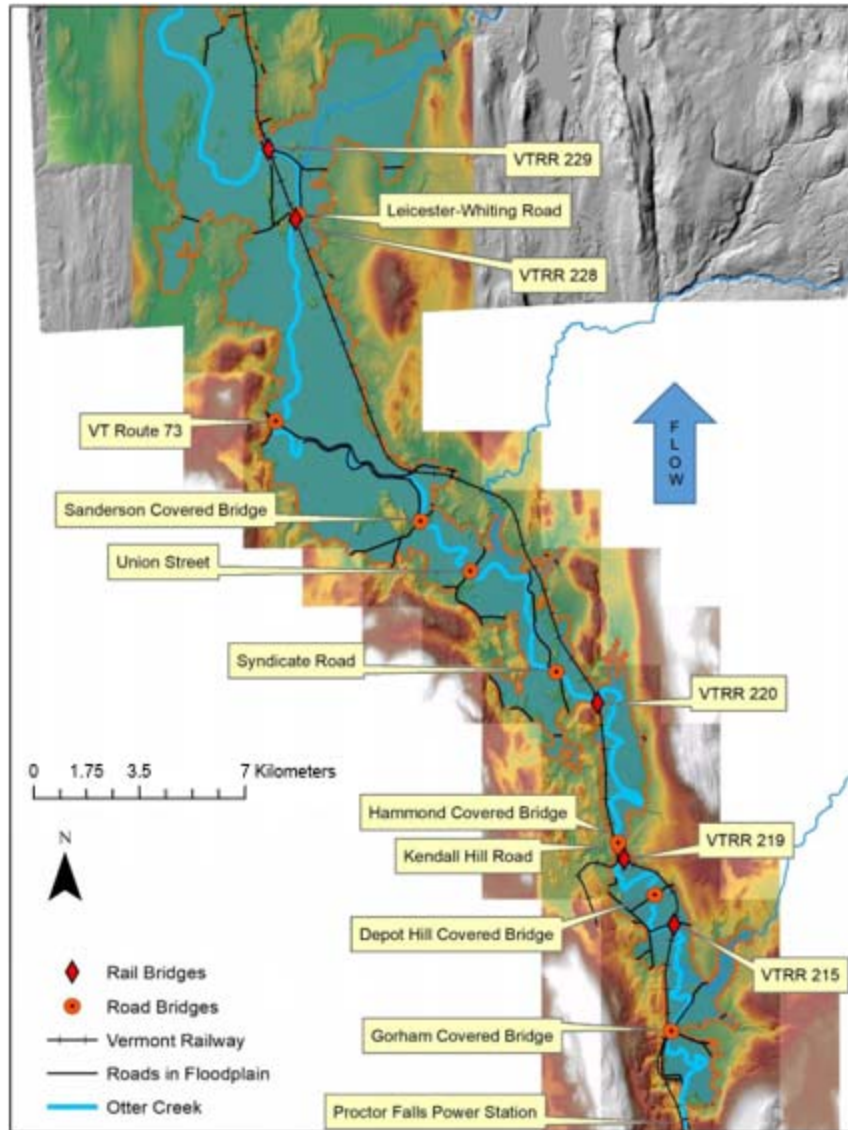 VTRR 229
Leicester-Whiting Road
VTRR 228
VT Route 73
FLOW
Sanderson Covered Bridge
Union Street
Syndicate Road
VTRR 220
0 1.75 3.5 7 Kilometers
Hammond Covered Bridge
VTRR 219
Kendall Hill Road
N
Depot Hill Covered Bridge
VTRR 215
Rail Bridges
Road Bridges
Gorham Covered Bridge
Vermont Railway
Roads in Floodplain
Otter Creek
Proctor Falls Power Station